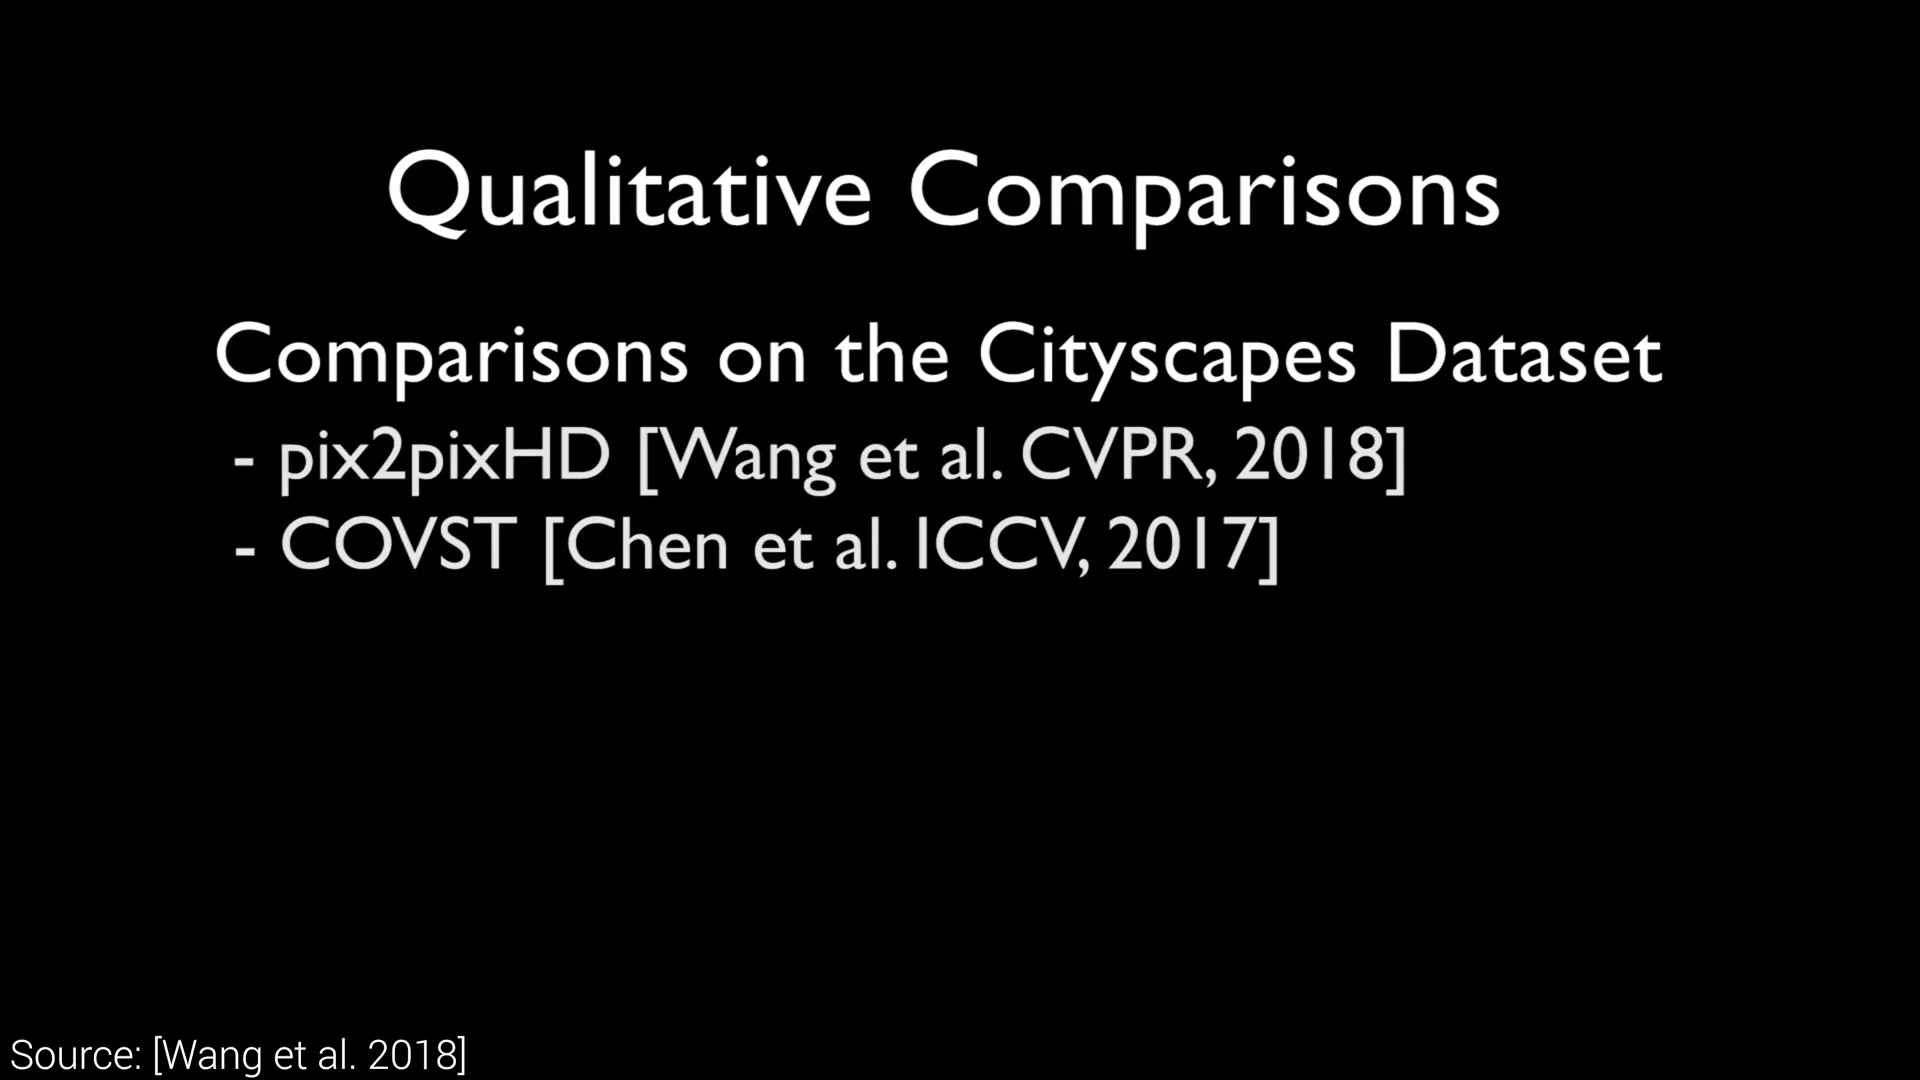 Qualitative Comparisons
Comparisons on the Cityscapes Dataset
- pix2pixHD [Wang et al. CVPR, 2018]
- COVST [Chen et al. ICCV, 2017]
Source: [Wang et al. 2018]